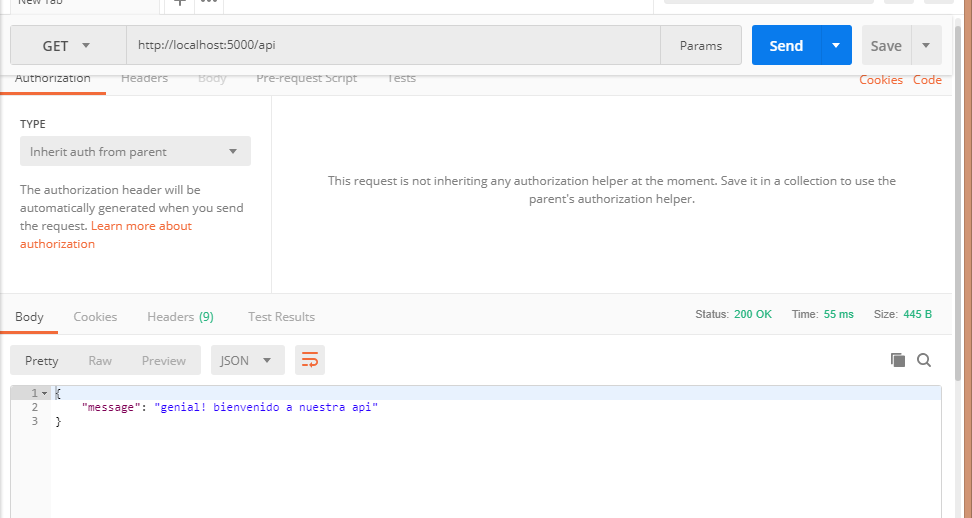 New Tab
GET http://localhost:5000/api Params Send Save
Authorization Headers Body Pre-request Script Tests Cookies Code
TYPE
Inherit auth from parent
The authorization header will be
automatically generated when you send
the request. Learn more about
authorization
This request is not inheriting any authorization helper at the moment. Save it in a collection to use the
parent's authorization helper.
Body Cookies Headers (9) Test Results Status: 200 OK Time: 55 ms Size: 445 B
Pretty Raw Preview JSON
1 {
2 "message": "genial! bienvenido a nuestra api"
3 }